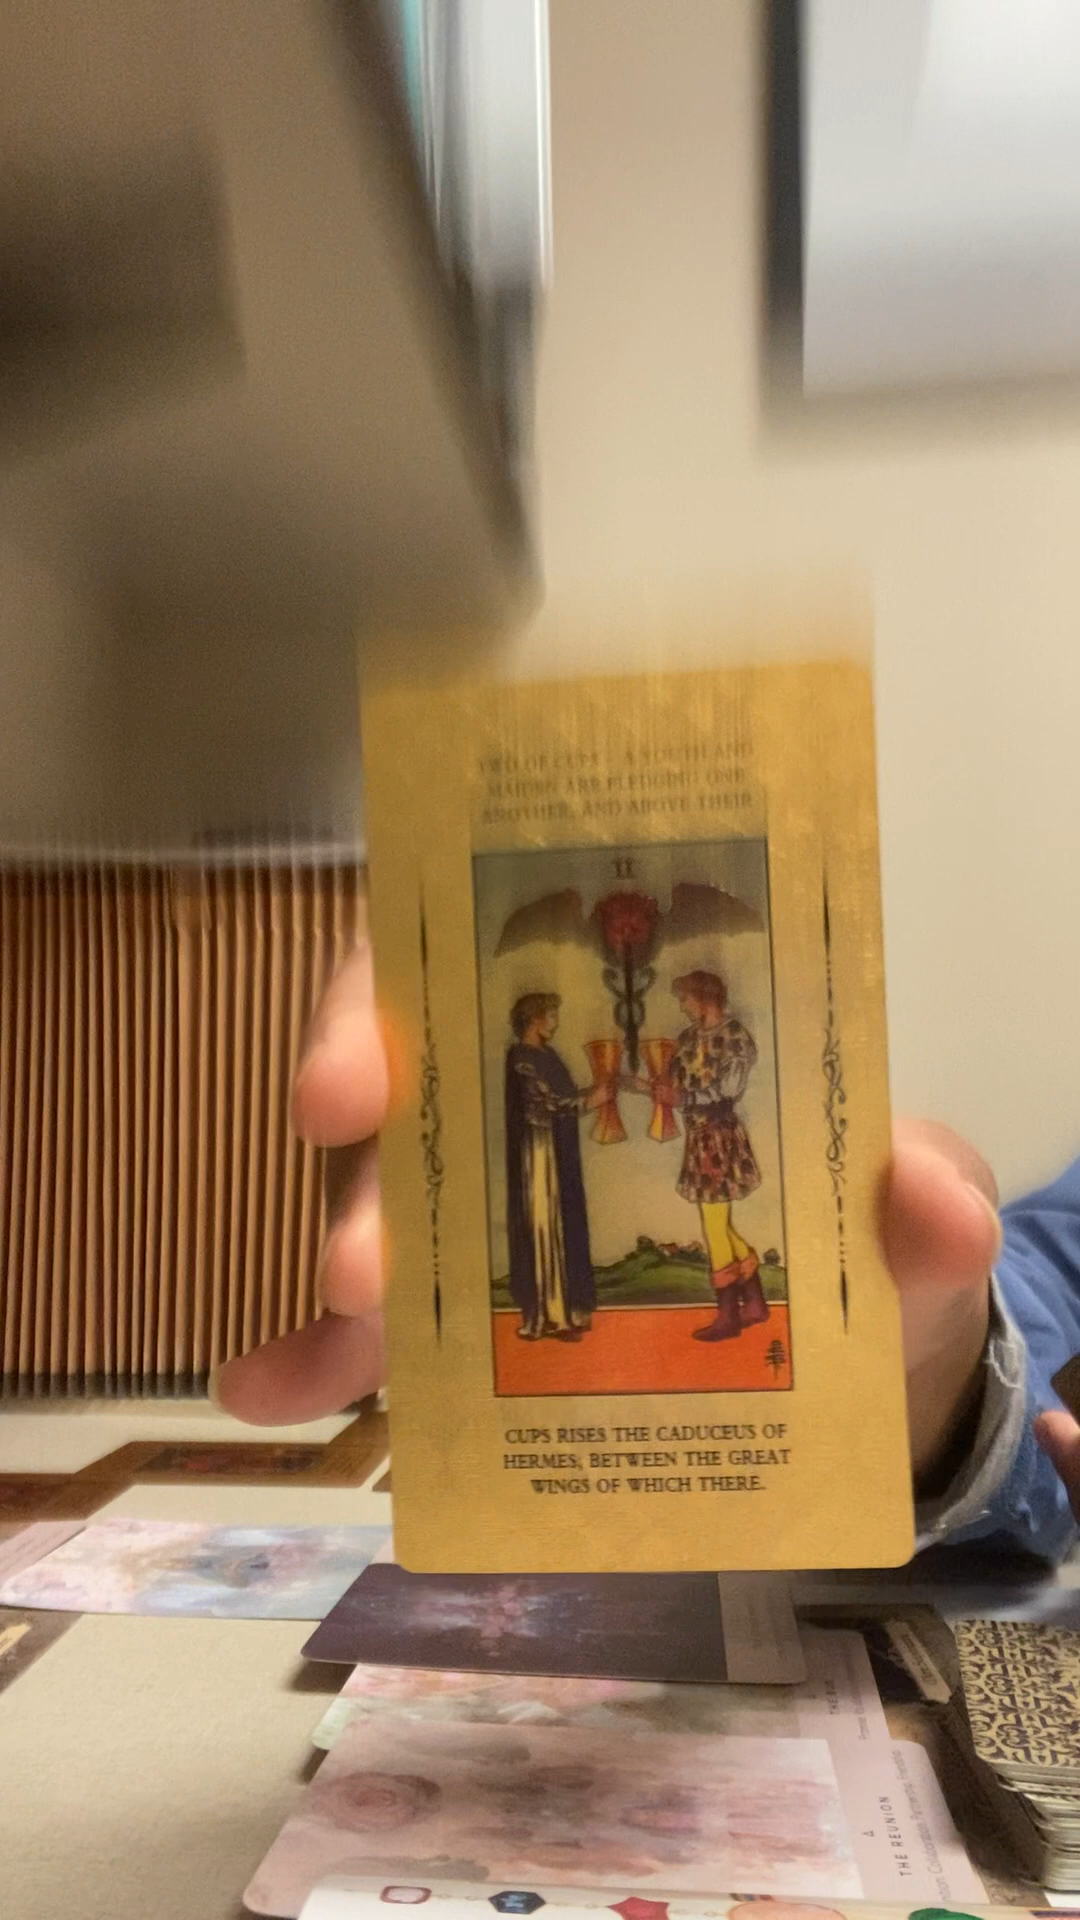 TWO OF CUPS - A YOUTH AND
MAIDEN ARE PLEDGING ONE
ANOTHER, AND ABOVE THEIR
II
CUPS RISES THE CADUCEUS OF
HERMES, BETWEEN THE GREAT
WINGS OF WHICH THERE.
THE REUNION
Collaboration